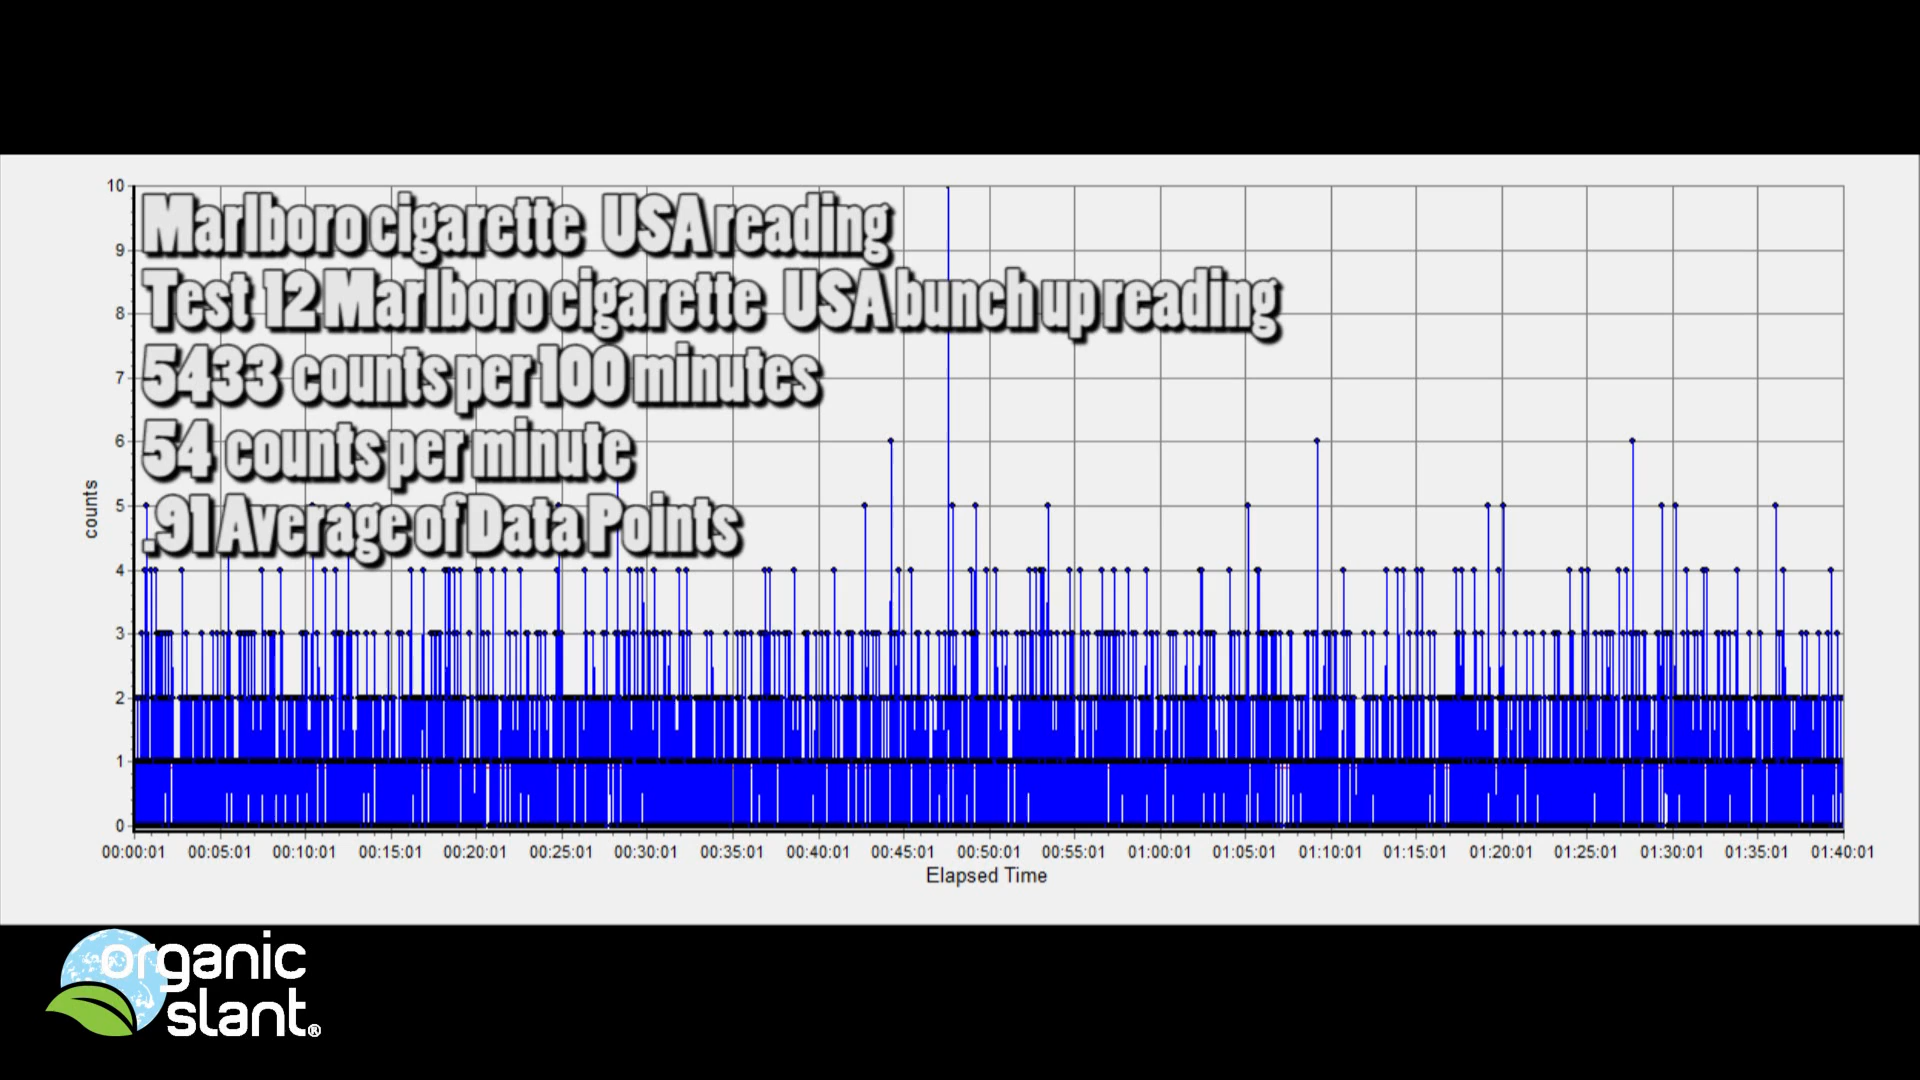 Marlboro cigarette USA reading
Test 12 Marlboro cigarette USA bunch up reading
5433 counts per 100 minutes
54 counts per minute
.91 Average of Data Points
10
9
8
7
6
5
4
3
2
1
0
counts
00:00:01 00:05:01 00:10:01 00:15:01 00:20:01 00:25:01 00:30:01 00:35:01 00:40:01 00:45:01 00:50:01 00:55:01 01:00:01 01:05:01 01:10:01 01:15:01 01:20:01 01:25:01 01:30:01 01:35:01 01:40:01
Elapsed Time
organic
slant®